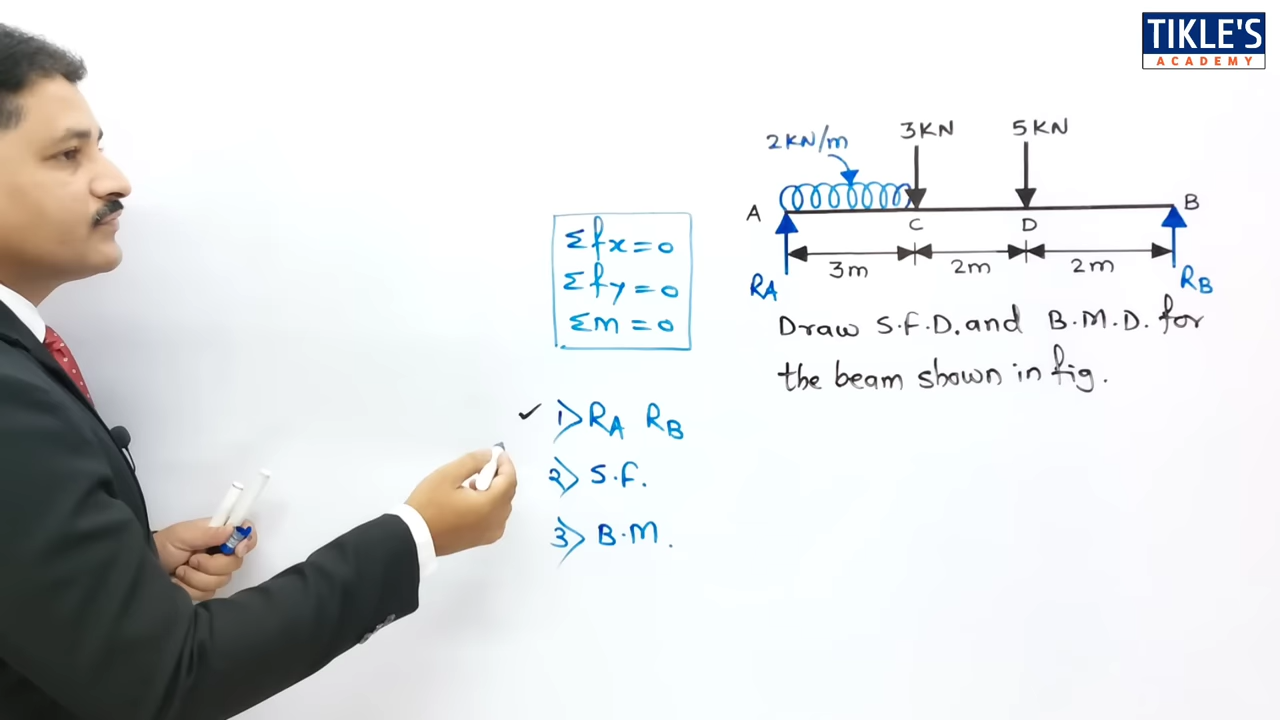 TIKLE'S
ACADEMY
2KN/m 3KN 5KN
A B
C D
3m 2m 2m
RA RB
Draw S.F.D. and B.M.D. for
the beam shown in fig.
Σfx=0
Σfy=0
Σm=0
✓ 1> RA RB
2> S.F.
3> B.M.